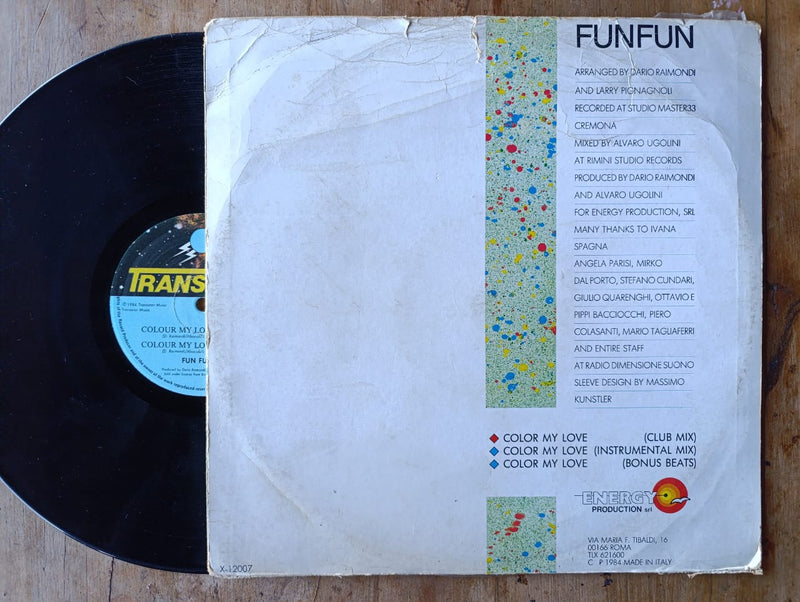 FUNFUN
ARRANGED BY DARIO RAIMONDI
AND LARRY PIGNAGNOLI
RECORDED AT STUDIO MASTER33
CREMONA
MIXED BY ALVARO UGOLINI
AT RIMINI STUDIO RECORDS
PRODUCED BY DARIO RAIMONDI
AND ALVARO UGOLINI
FOR ENERGY PRODUCTION, SRL
MANY THANKS TO IVANA
SPAGNA
ANGELA PARISI, MIRKO
DAL PORTO, STEFANO CUNDARI,
GIULIO QUARENGHI, OTTAVIO E
PIPPI BACCIOCCHI, PIERO
COLASANTI, MARIO TAGLIAFERRI
AND ENTIRE STAFF
AT RADIO DIMENSIONE SUONO
SLEEVE DESIGN BY MASSIMO
KUNSTLER
COLOR MY LOVE (CLUB MIX)
COLOR MY LOVE (INSTRUMENTAL MIX)
COLOR MY LOVE (BONUS BEATS)
ENERGY
PRODUCTION srl
VIA MARIA F. TIBALDI, 16
00166 ROMA
TLX 621600
C P 1984 MADE IN ITALY
X-12007
TRANS
COLOUR MY LO
COLOUR MY LOV
FUN FU